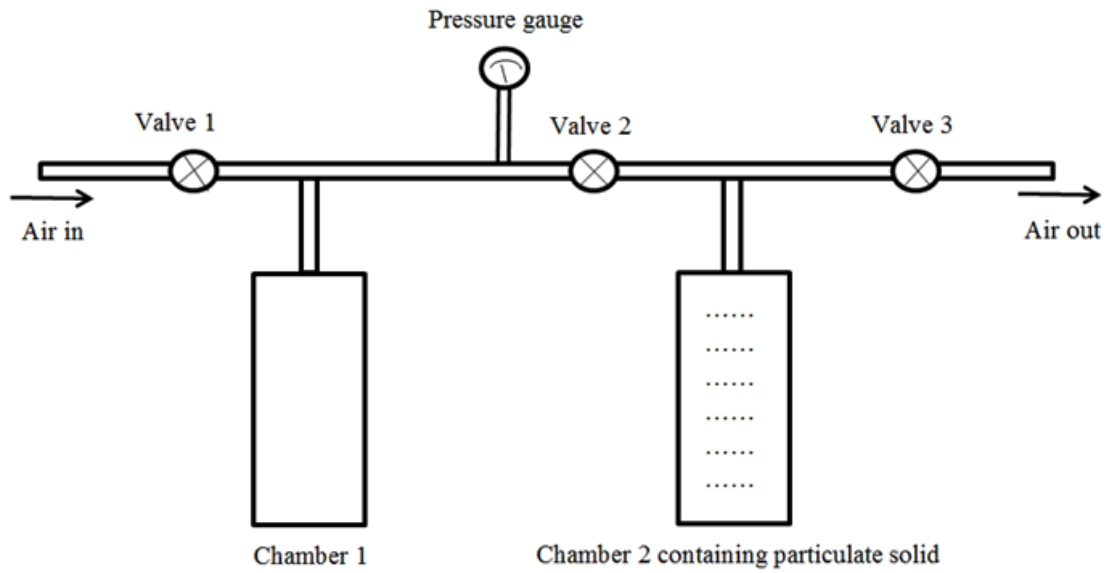 Pressure gauge
Valve 1
Valve 2
Valve 3
Air in
Air out
Chamber 1
Chamber 2 containing particulate solid